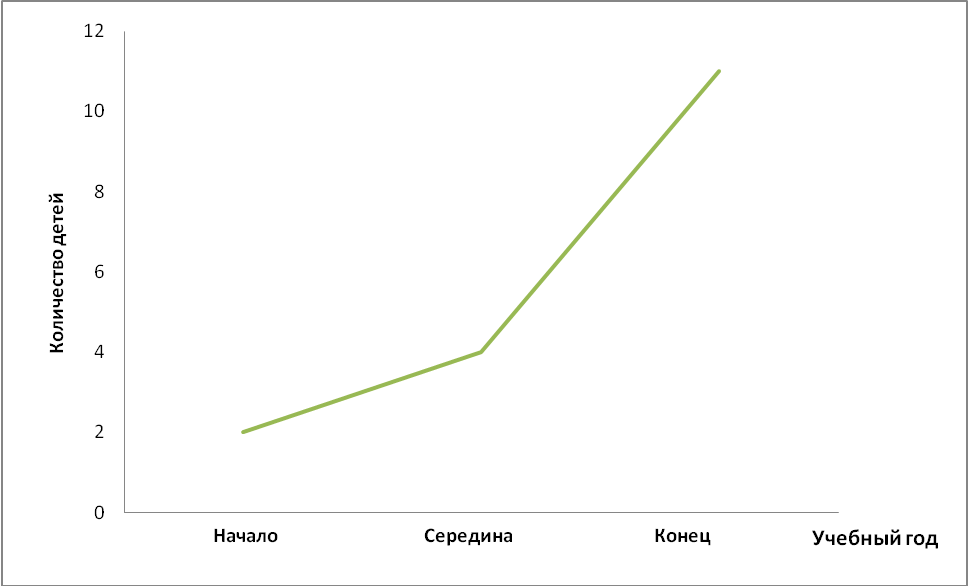 12
10
8
6
4
2
0
Количество детей
Начало
Середина
Конец
Учебный год